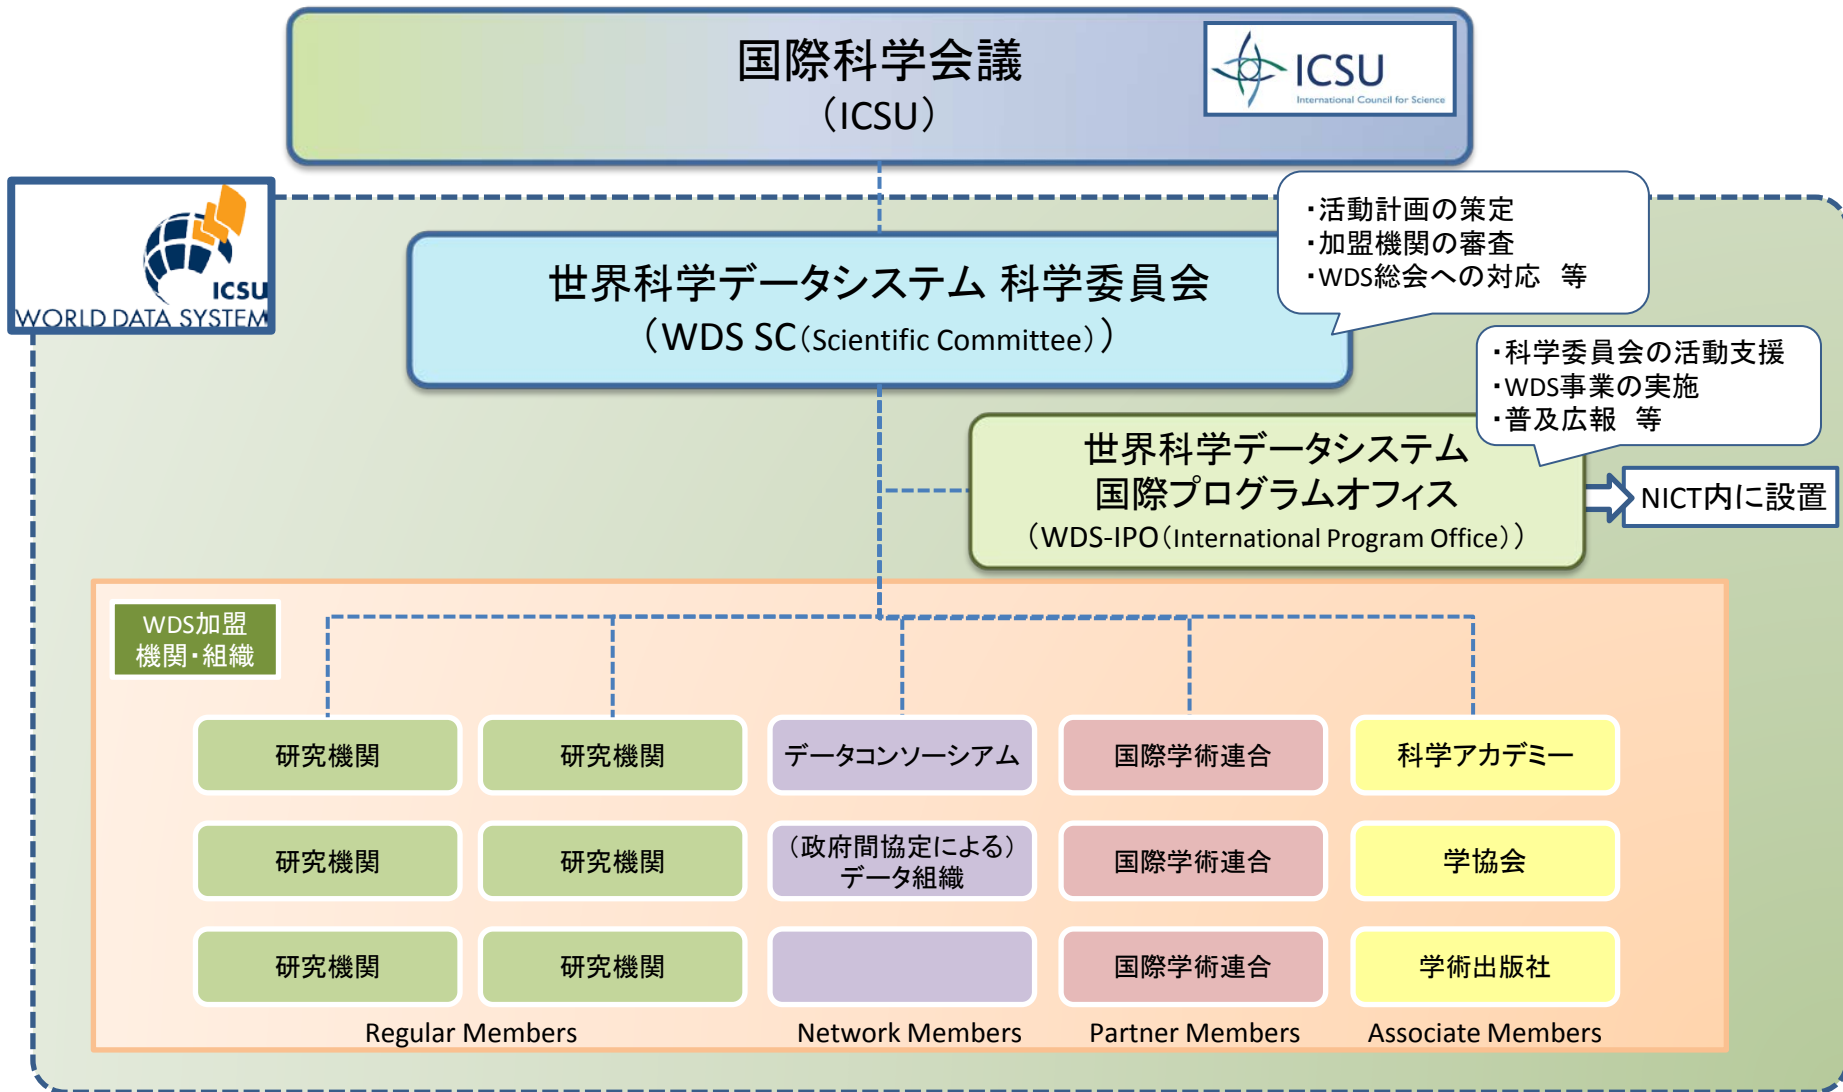 国際科学会議
（ICSU）
ICSU
International Council for Science
ICSU
WORLD DATA SYSTEM
・活動計画の策定
・加盟機関の審査
・WDS総会への対応　等
世界科学データシステム 科学委員会
（WDS SC（Scientific Committee））
・科学委員会の活動支援
・WDS事業の実施
・普及広報　等
世界科学データシステム
国際プログラムオフィス
（WDS-IPO（International Program Office））
NICT内に設置
WDS加盟
機関・組織
研究機関
研究機関
データコンソーシアム
国際学術連合
科学アカデミー
研究機関
研究機関
（政府間協定による）
データ組織
国際学術連合
学協会
研究機関
研究機関
国際学術連合
学術出版社
Regular Members
Network Members
Partner Members
Associate Members